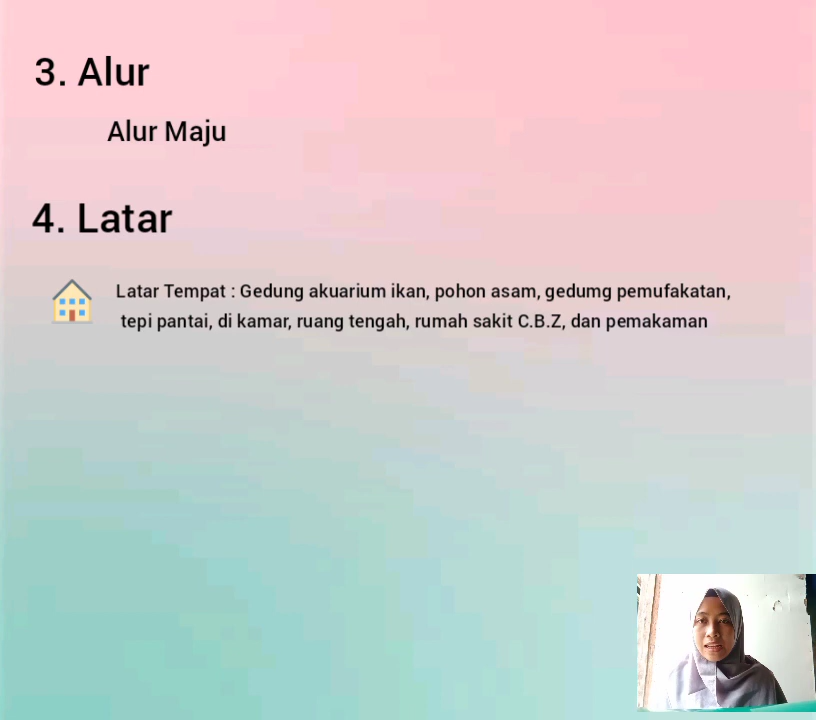 3. Alur
Alur Maju
4. Latar
Latar Tempat : Gedung akuarium ikan, pohon asam, gedumg pemufakatan,
tepi pantai, di kamar, ruang tengah, rumah sakit C.B.Z, dan pemakaman